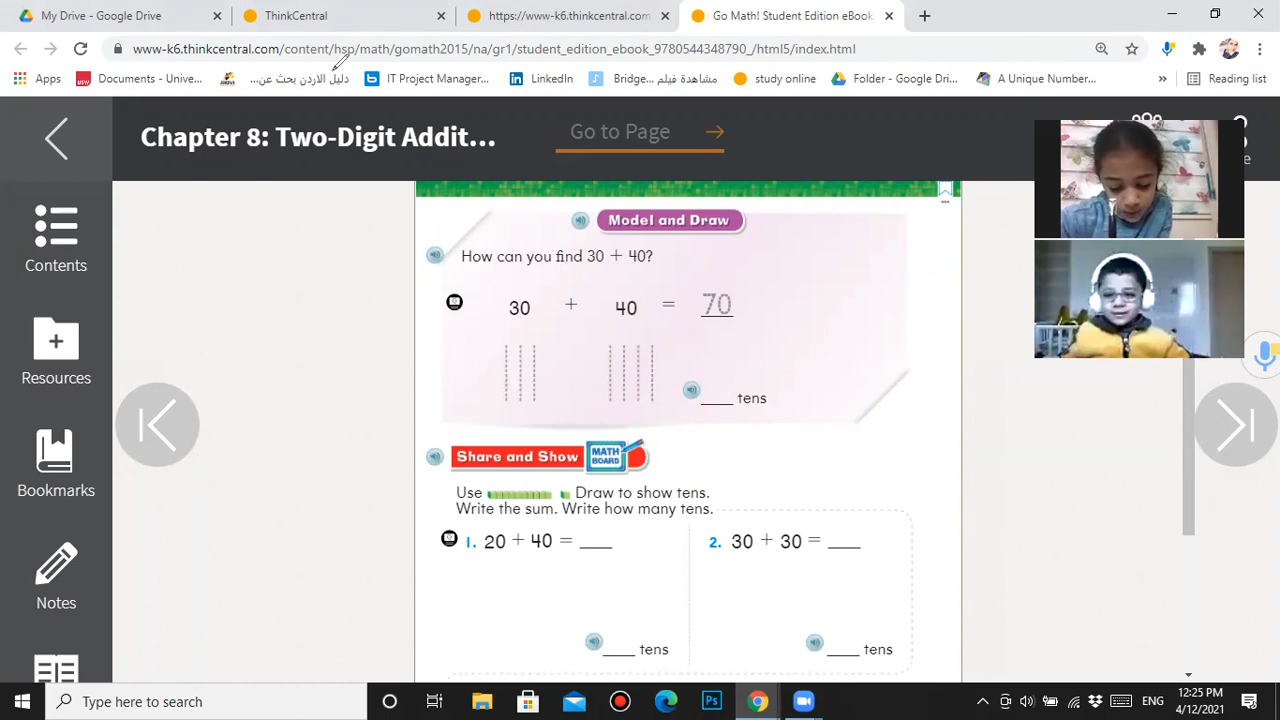 My Drive - Google Drive
ThinkCentral
https://www-k6.thinkcentral.com
Go Math! Student Edition eBook
www-k6.thinkcentral.com/content/hsp/math/gomath2015/na/gr1/student_edition_ebook_9780544348790_/html5/index.html
Apps
Documents - Unive...
دليل الاردن بحث عن...
IT Project Manager...
LinkedIn
Bridge... مشاهدة فيلم
study online
Folder - Google Dri...
A Unique Number...
»
Reading list
Chapter 8: Two-Digit Addit...
Go to Page
Contents
Resources
Bookmarks
Notes
Model and Draw
How can you find 30 + 40?
30 + 40 = 70
____ tens
Share and Show
MATH
BOARD
Use Draw to show tens.
Write the sum. Write how many tens.
1. 20 + 40 = ___
2. 30 + 30 = ___
____ tens
____ tens
Type here to search
Ps
ENG
12:25 PM
4/12/2021